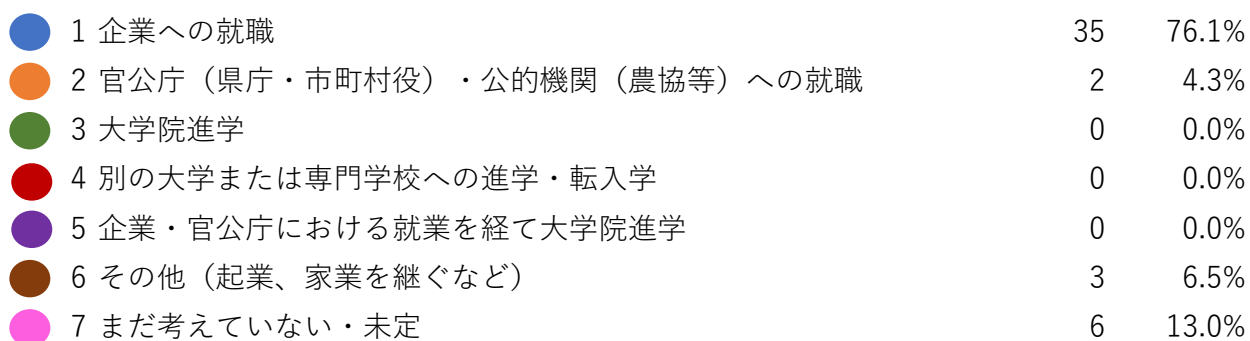 1 企業への就職 35 76.1%
2 官公庁（県庁・市町村役）・公的機関（農協等）への就職 2 4.3%
3 大学院進学 0 0.0%
4 別の大学または専門学校への進学・転入学 0 0.0%
5 企業・官公庁における就業を経て大学院進学 0 0.0%
6 その他（起業、家業を継ぐなど） 3 6.5%
7 まだ考えていない・未定 6 13.0%